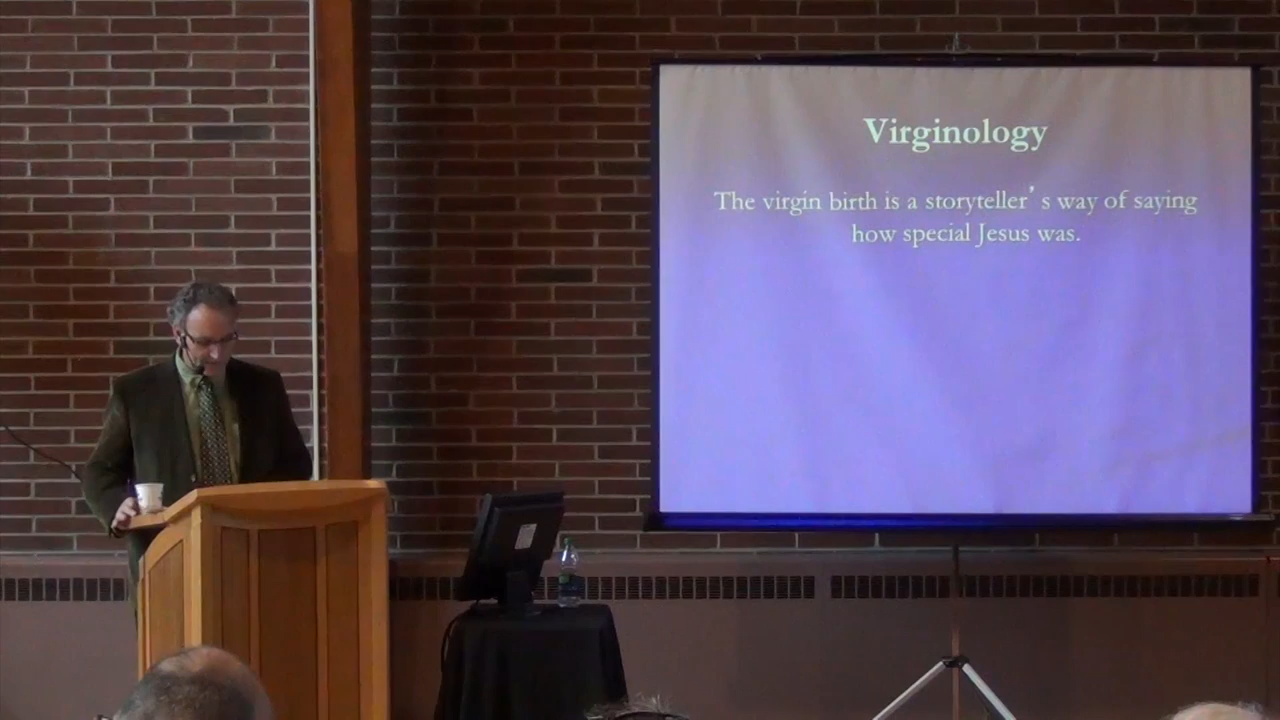 Virginology
The virgin birth is a storyteller’ s way of saying
how special Jesus was.